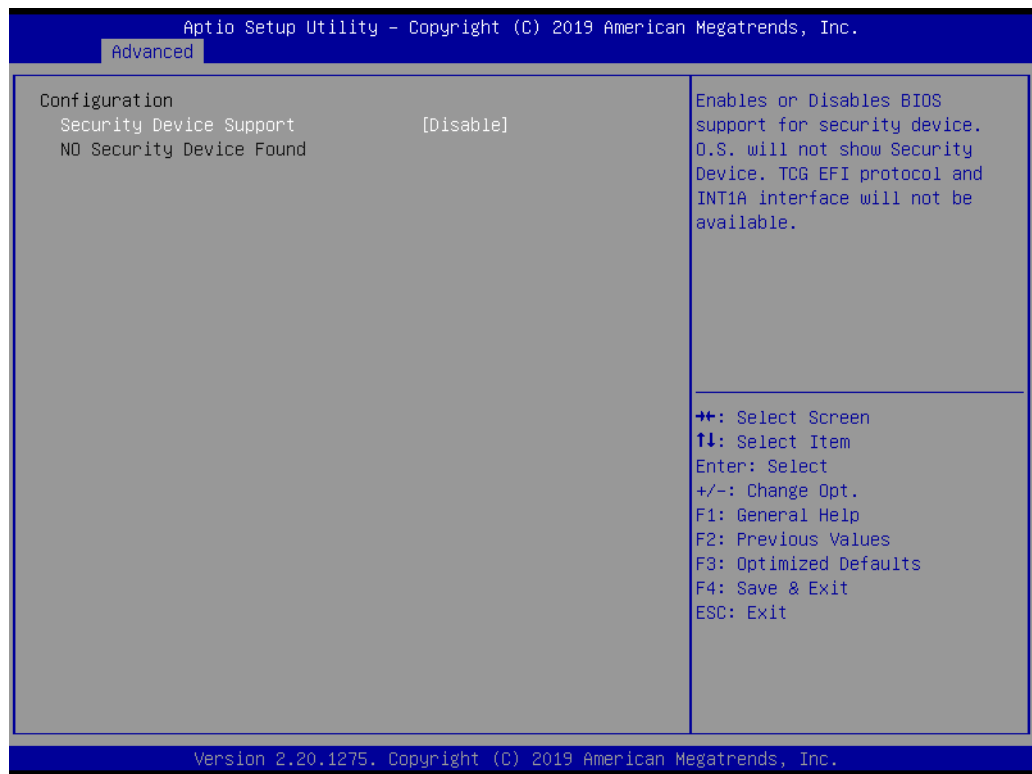 Aptio Setup Utility – Copyright (C) 2019 American Megatrends, Inc.
Advanced
Configuration
Security Device Support [Disable]
NO Security Device Found
Enables or Disables BIOS
support for security device.
O.S. will not show Security
Device. TCG EFI protocol and
INT1A interface will not be
available.
→←: Select Screen
↑↓: Select Item
Enter: Select
+/-: Change Opt.
F1: General Help
F2: Previous Values
F3: Optimized Defaults
F4: Save & Exit
ESC: Exit
Version 2.20.1275. Copyright (C) 2019 American Megatrends, Inc.